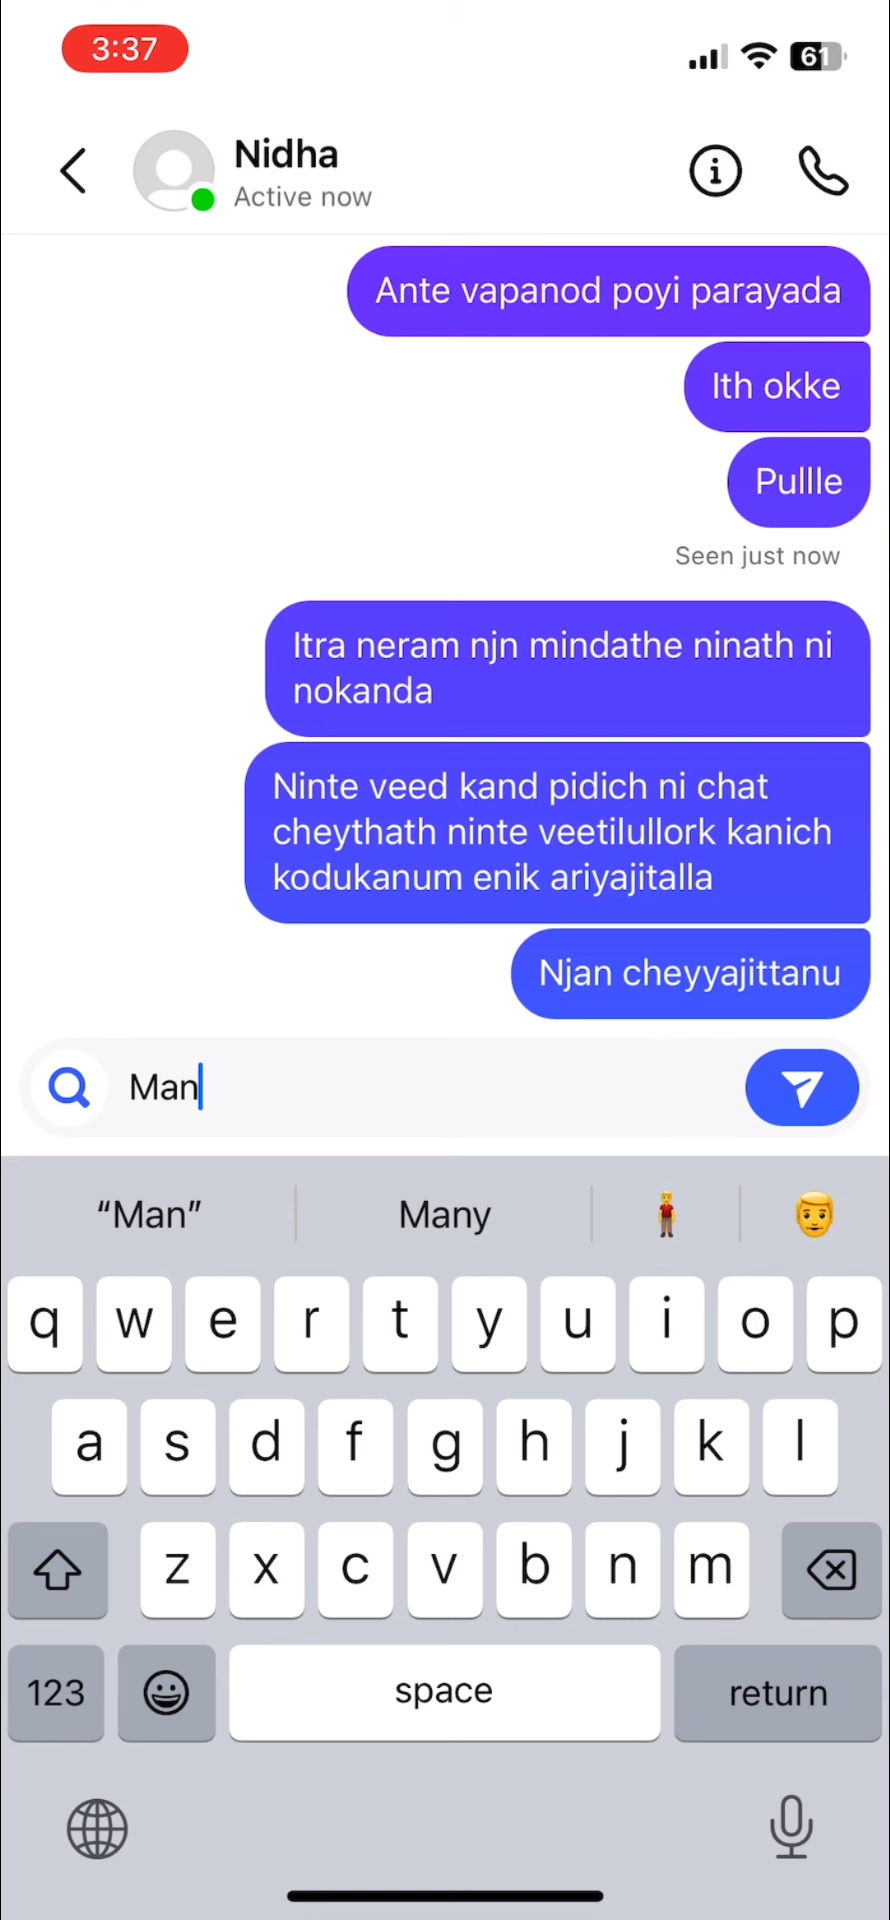 3:37
61
Nidha
Active now
Ante vapanod poyi parayada
Ith okke
Pullle
Seen just now
Itra neram njn mindathe ninath ni
nokanda
Ninte veed kand pidich ni chat
cheythath ninte veetilullork kanich
kodukanum enik ariyajitalla
Njan cheyyajittanu
Man
“Man” Many
q w e r t y u i o p
a s d f g h j k l
z x c v b n m
123 space return